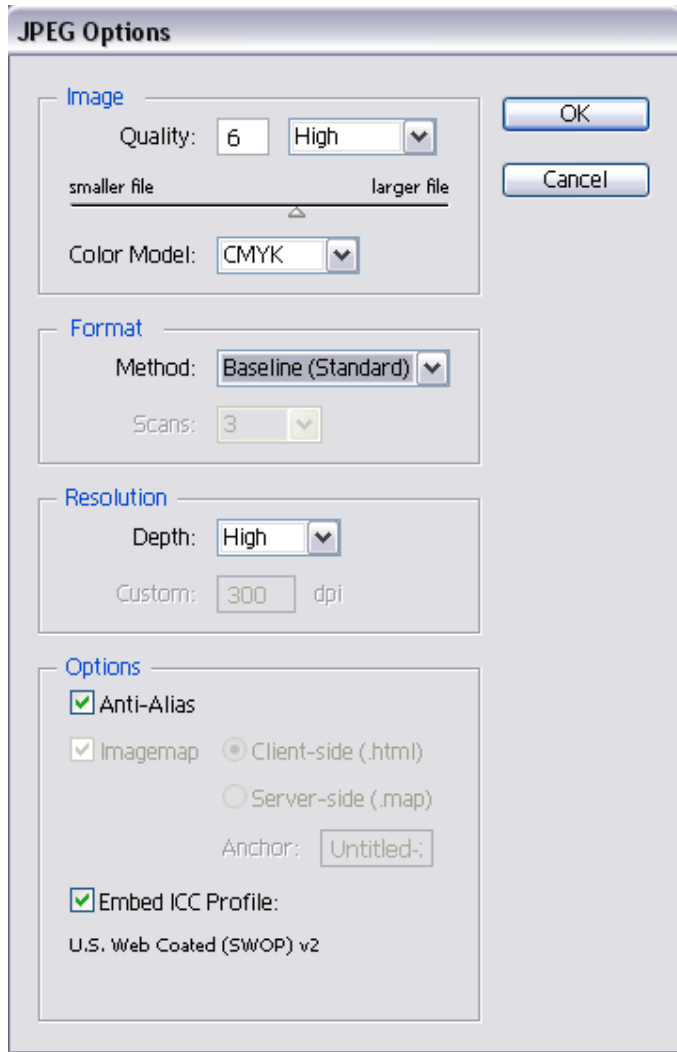 JPEG Options
Image
OK
Quality: 6 High
smaller file larger file
Cancel
Color Model: CMYK
Format
Method: Baseline (Standard)
Scans: 3
Resolution
Depth: High
Custom: 300 dpi
Options
Anti-Alias
Imagemap Client-side (.html)
Server-side (.map)
Anchor: Untitled-
Embed ICC Profile:
U.S. Web Coated (SWOP) v2